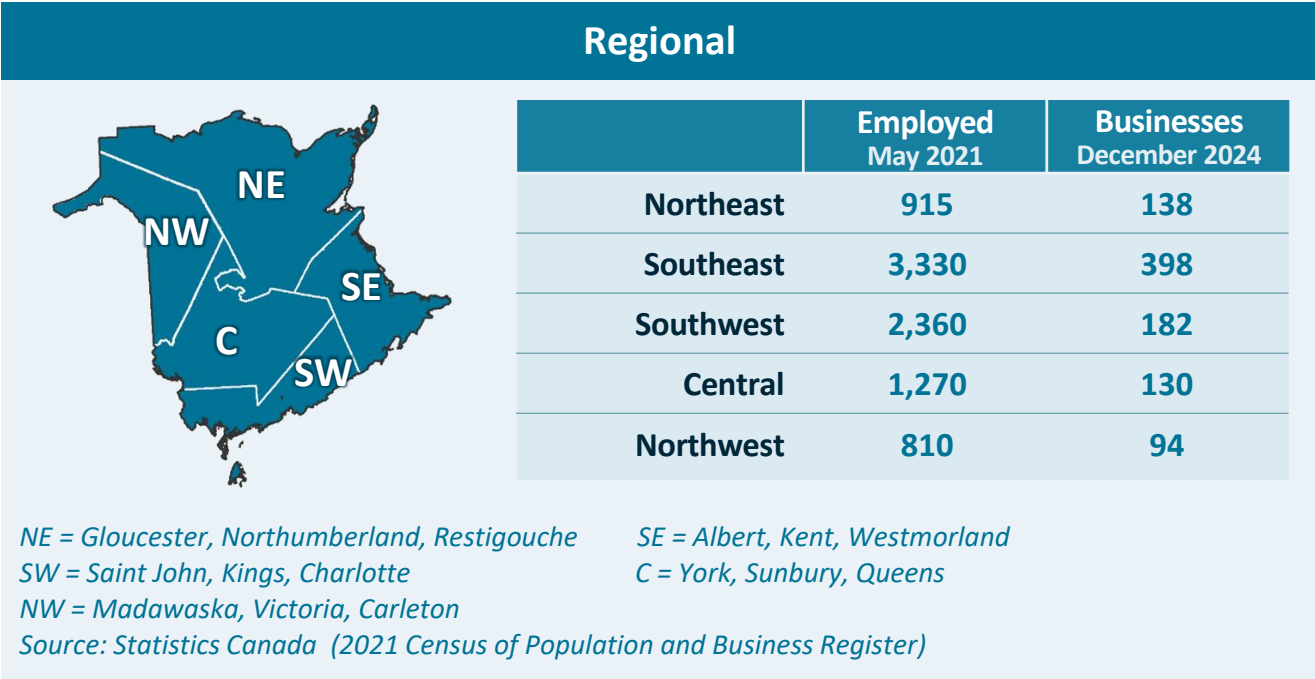 Regional
NE
NW
SE
C
SW
Employed Businesses
May 2021 December 2024
Northeast 915 138
Southeast 3,330 398
Southwest 2,360 182
Central 1,270 130
Northwest 810 94
NE = Gloucester, Northumberland, Restigouche SE = Albert, Kent, Westmorland
SW = Saint John, Kings, Charlotte C = York, Sunbury, Queens
NW = Madawaska, Victoria, Carleton
Source: Statistics Canada (2021 Census of Population and Business Register)